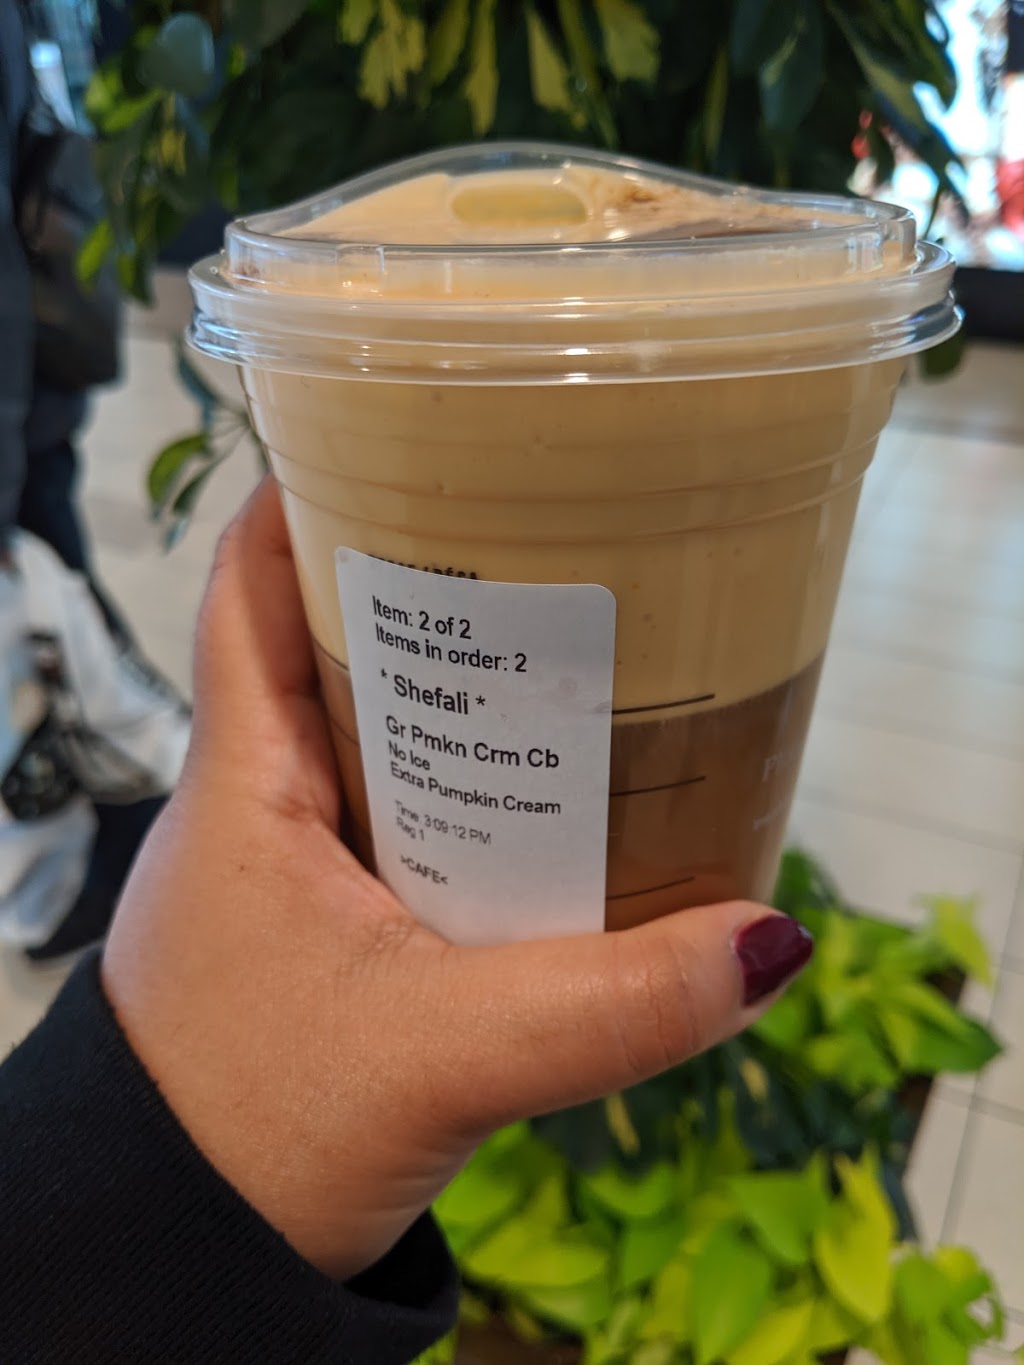 Item: 2 of 2
Items in order: 2
* Shefali *
Gr Pmkn Crm Cb
No Ice
Extra Pumpkin Cream
Time: 3:09:12 PM
Reg 1
>CAFE<